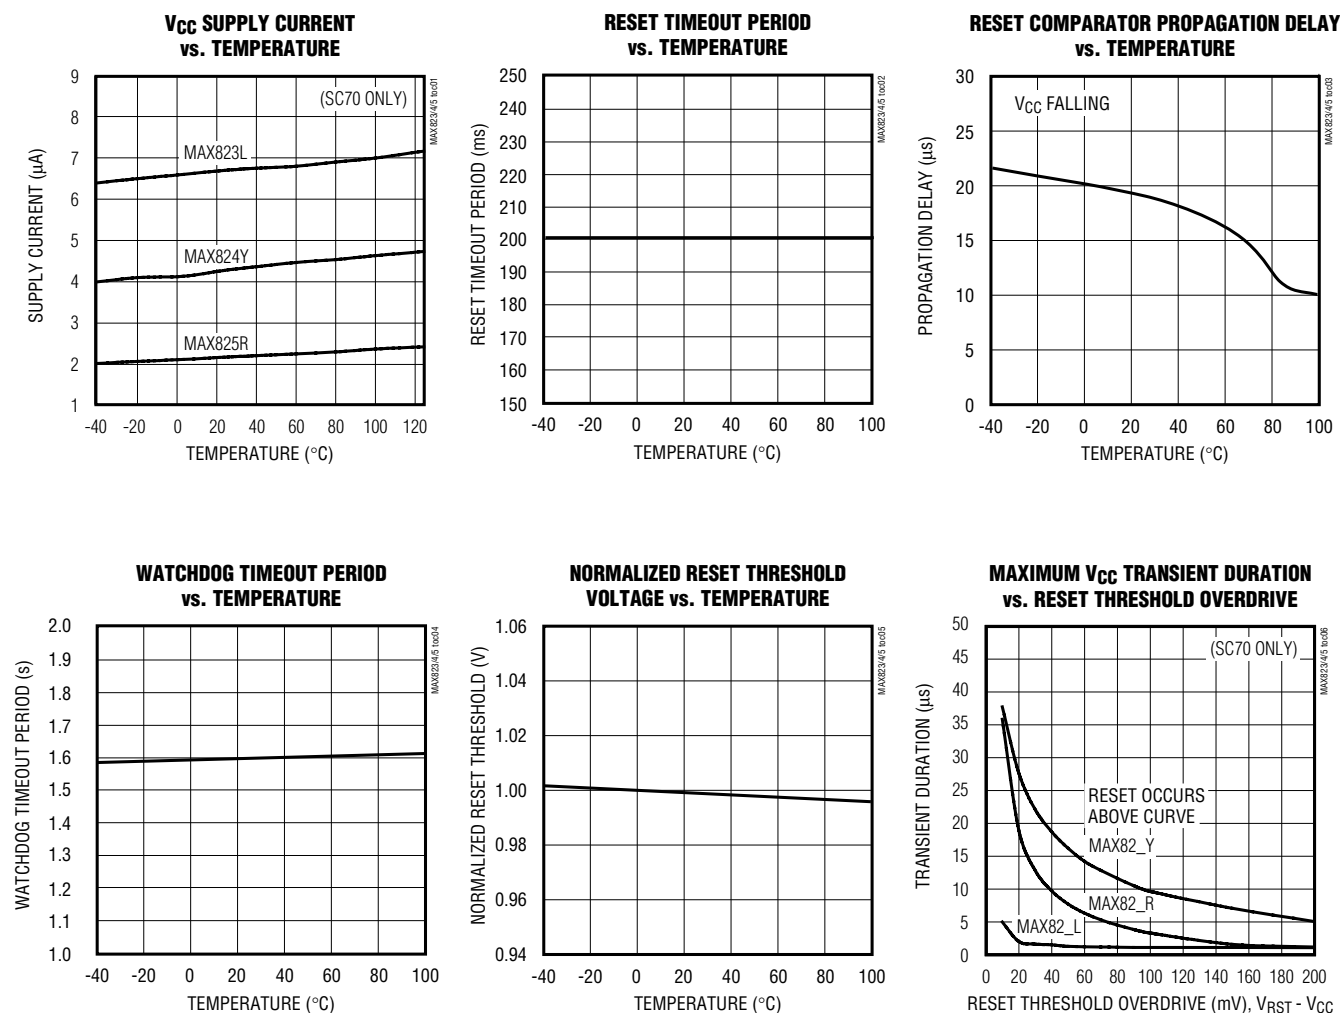 VCC SUPPLY CURRENT
vs. TEMPERATURE
9
8
7
6
5
4
3
2
1
SUPPLY CURRENT (µA)
(SC70 ONLY)
MAX823L
MAX824Y
MAX825R
MAX823/4/5 toc01
-40 -20 0 20 40 60 80 100 120
TEMPERATURE (°C)
RESET TIMEOUT PERIOD
vs. TEMPERATURE
250
240
230
220
210
200
190
180
170
160
150
RESET TIMEOUT PERIOD (ms)
MAX823/4/5 toc02
-40 -20 0 20 40 60 80 100
TEMPERATURE (°C)
RESET COMPARATOR PROPAGATION DELAY
vs. TEMPERATURE
30
25
20
15
10
5
0
PROPAGATION DELAY (µs)
VCC FALLING
MAX823/4/5 toc03
-40 -20 0 20 40 60 80 100
TEMPERATURE (°C)
WATCHDOG TIMEOUT PERIOD
vs. TEMPERATURE
2.0
1.9
1.8
1.7
1.6
1.5
1.4
1.3
1.2
1.1
1.0
WATCHDOG TIMEOUT PERIOD (s)
MAX823/4/5 toc04
-40 -20 0 20 40 60 80 100
TEMPERATURE (°C)
NORMALIZED RESET THRESHOLD
VOLTAGE vs. TEMPERATURE
1.06
1.04
1.02
1.00
0.98
0.96
0.94
NORMALIZED RESET THRESHOLD (V)
MAX823/4/5 toc05
-40 -20 0 20 40 60 80 100
TEMPERATURE (°C)
MAXIMUM VCC TRANSIENT DURATION
vs. RESET THRESHOLD OVERDRIVE
50
45
40
35
30
25
20
15
10
5
0
TRANSIENT DURATION (µs)
(SC70 ONLY)
RESET OCCURS
ABOVE CURVE
MAX82_Y
MAX82_R
MAX82_L
MAX823/4/5 toc06
0 20 40 60 80 100 120 140 160 180 200
RESET THRESHOLD OVERDRIVE (mV), VRST - VCC